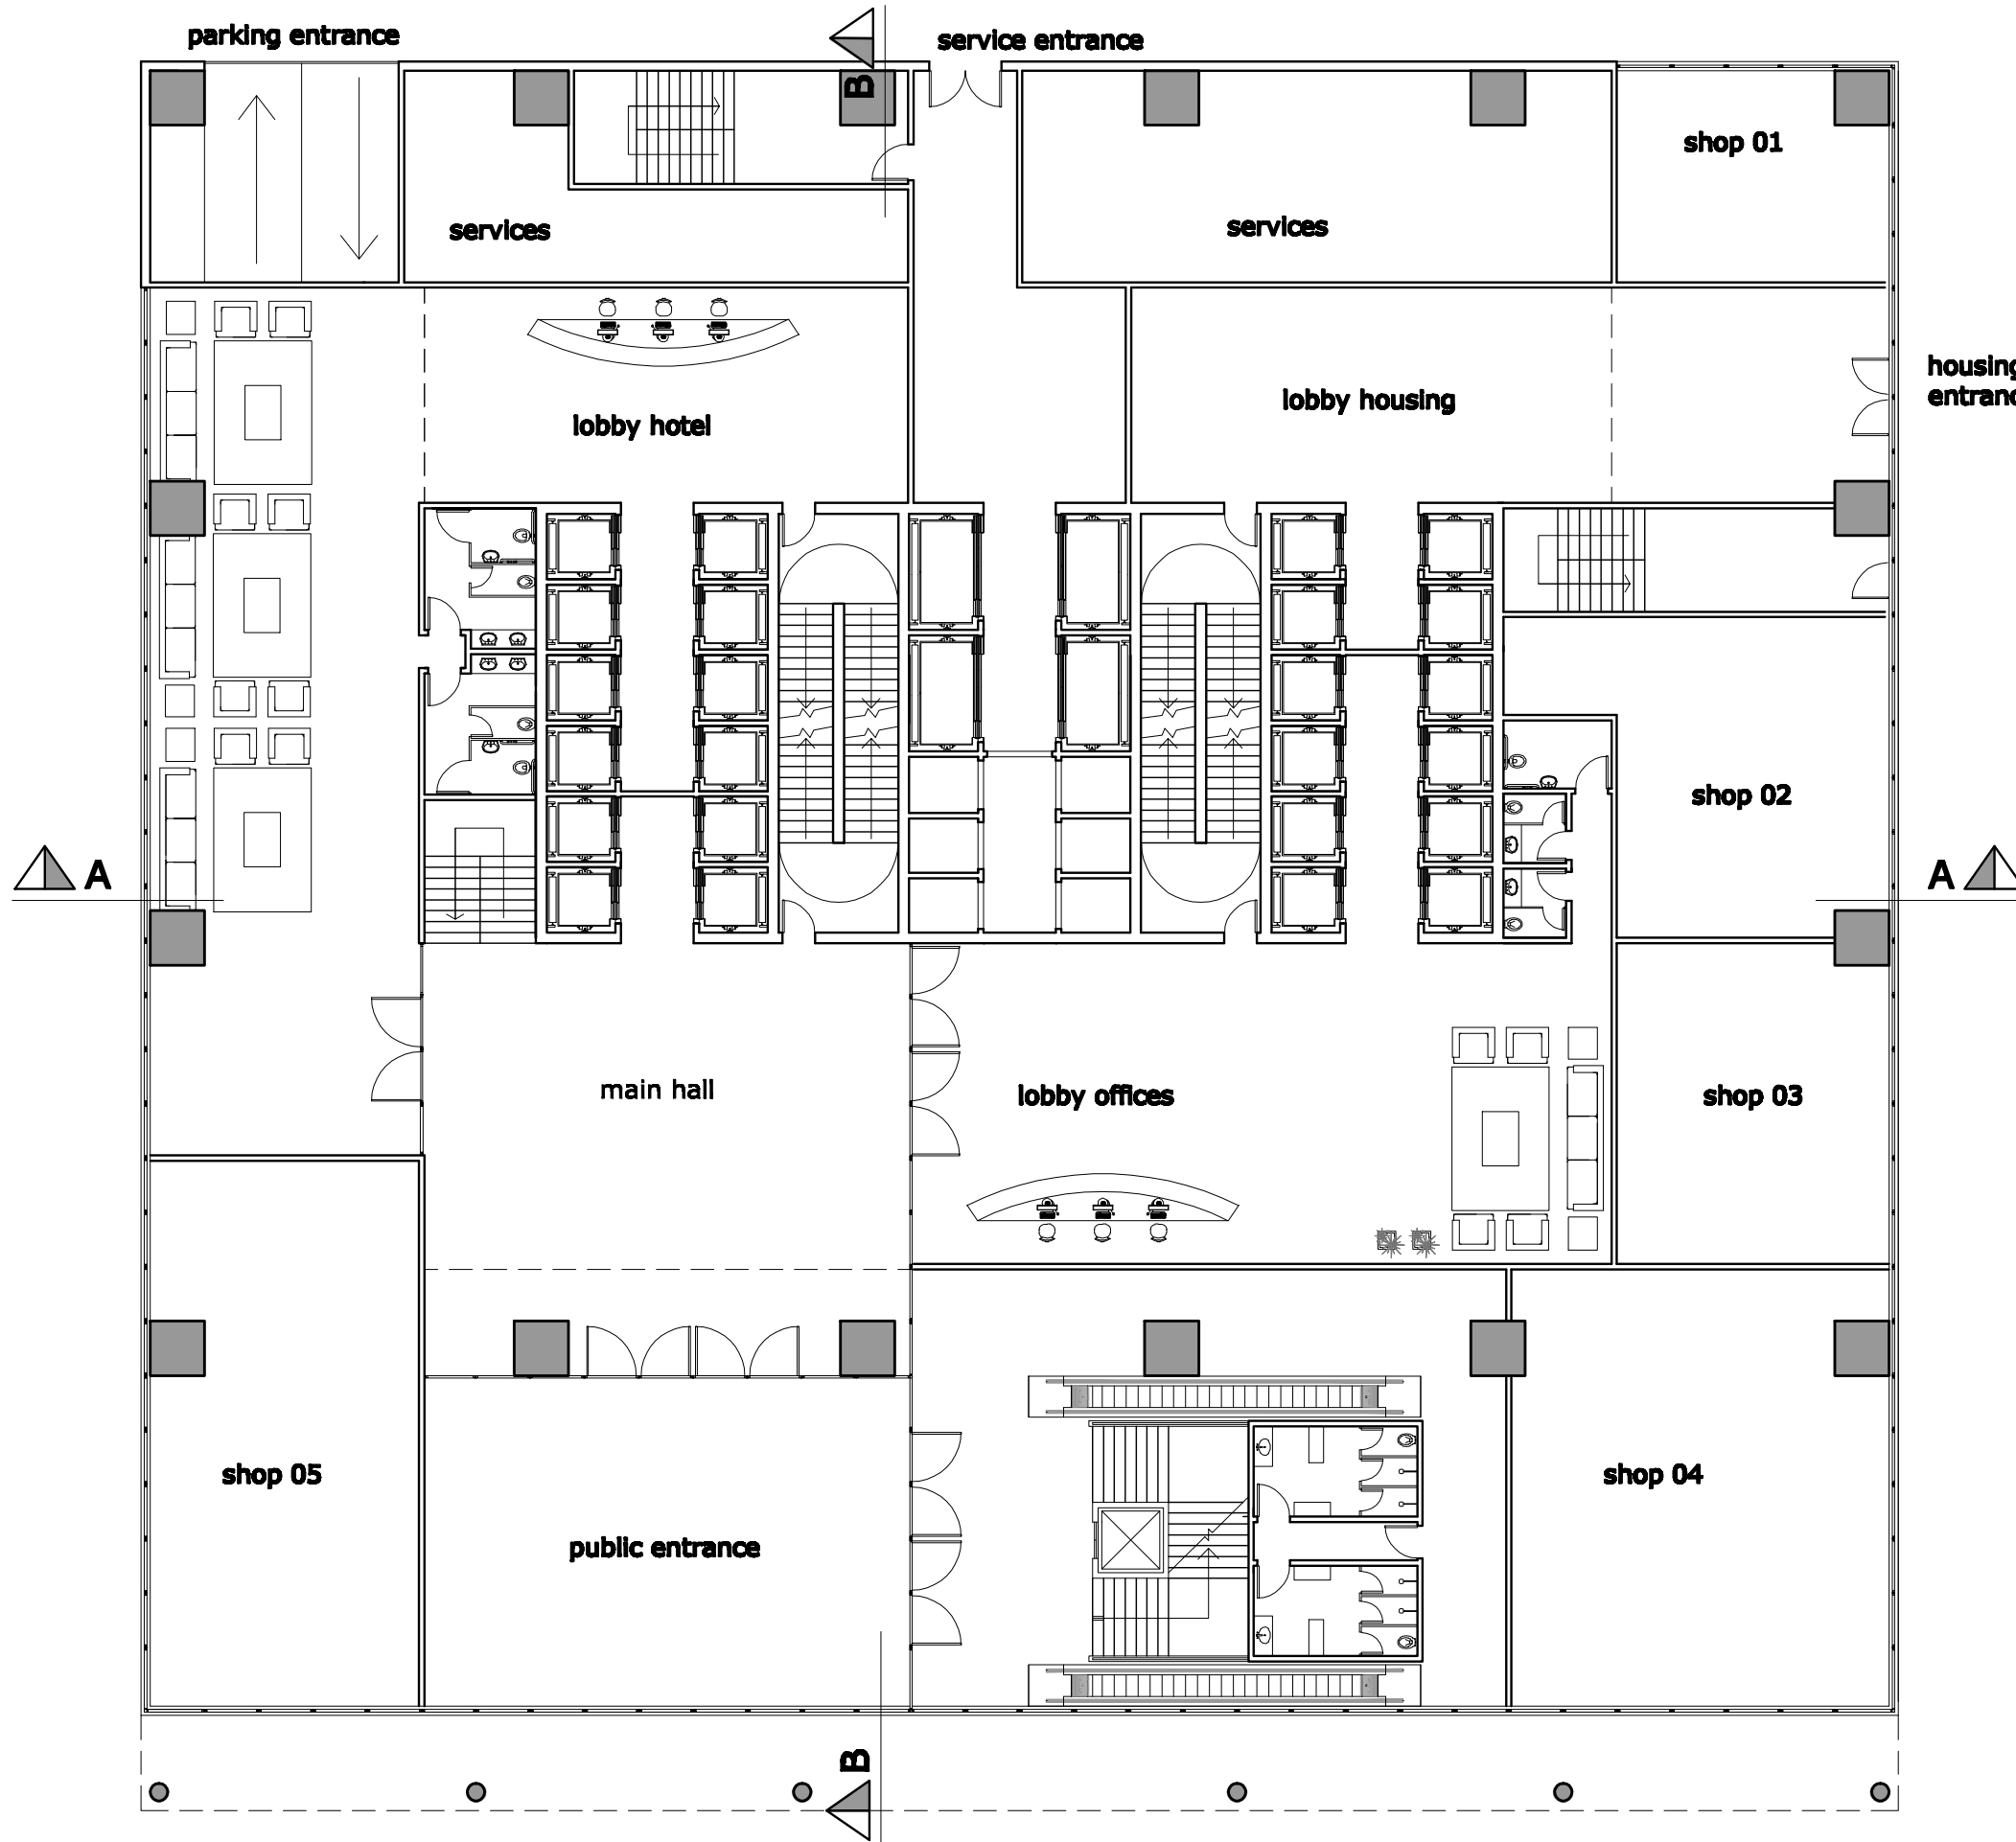 parking entrance
service entrance
B
shop 01
services
services
housing
lobby housing
lobby hotel
shop 02
A
A
main hall
lobby offices
shop 03
shop 05
shop 04
public entrance
B